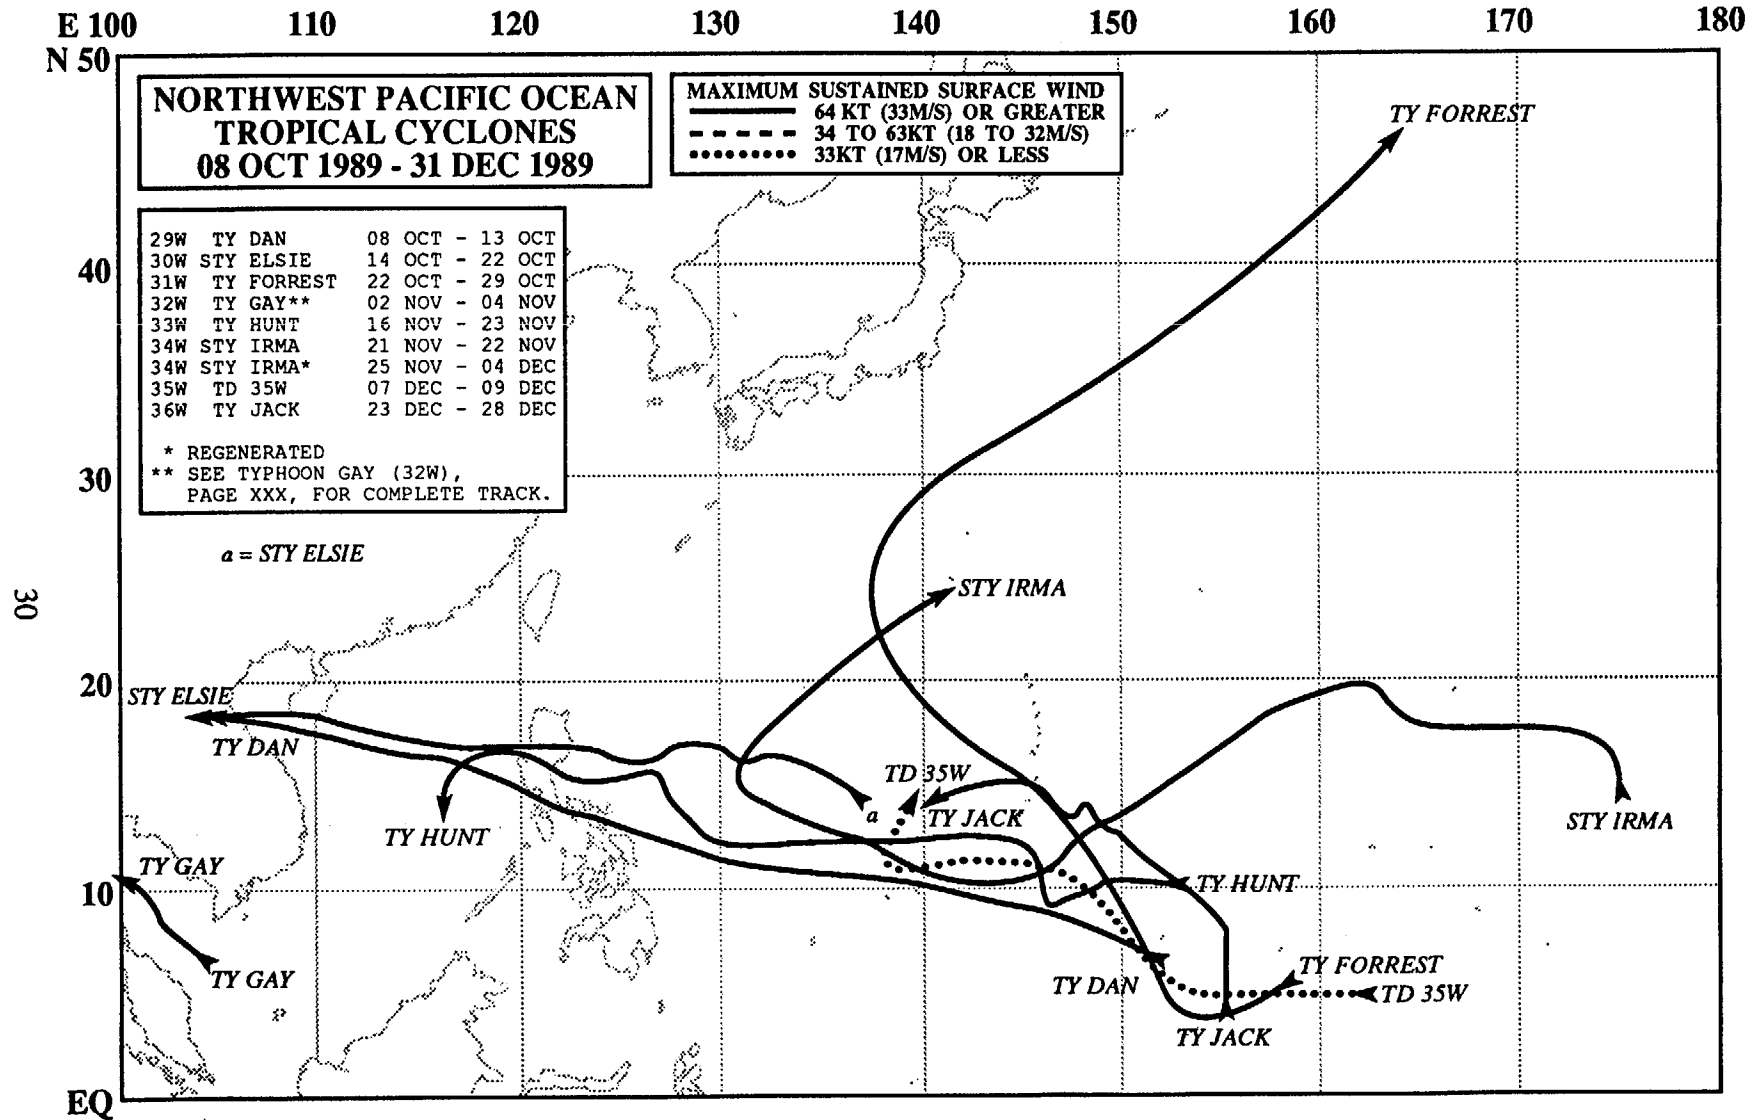 E 100 110 120 130 140 150 160 170 180
N 50
NORTHWEST PACIFIC OCEAN
TROPICAL CYCLONES
08 OCT 1989 - 31 DEC 1989
MAXIMUM SUSTAINED SURFACE WIND
64 KT (33M/S) OR GREATER
34 TO 63KT (18 TO 32M/S)
33KT (17M/S) OR LESS
TY FORREST
29W TY DAN 08 OCT - 13 OCT
30W STY ELSIE 14 OCT - 22 OCT
31W TY FORREST 22 OCT - 29 OCT
32W TY GAY** 02 NOV - 04 NOV
33W TY HUNT 16 NOV - 23 NOV
34W STY IRMA 21 NOV - 22 NOV
34W STY IRMA* 25 NOV - 04 DEC
35W TD 35W 07 DEC - 09 DEC
36W TY JACK 23 DEC - 28 DEC
* REGENERATED
** SEE TYPHOON GAY (32W),
PAGE XXX, FOR COMPLETE TRACK.
40
30
a = STY ELSIE
STY IRMA
30
20
STY ELSIE
TY DAN
TD 35W
a
TY JACK
TY HUNT
STY IRMA
TY GAY
10
TY HUNT
TY GAY
TY DAN
TY FORREST
TD 35W
TY JACK
EQ